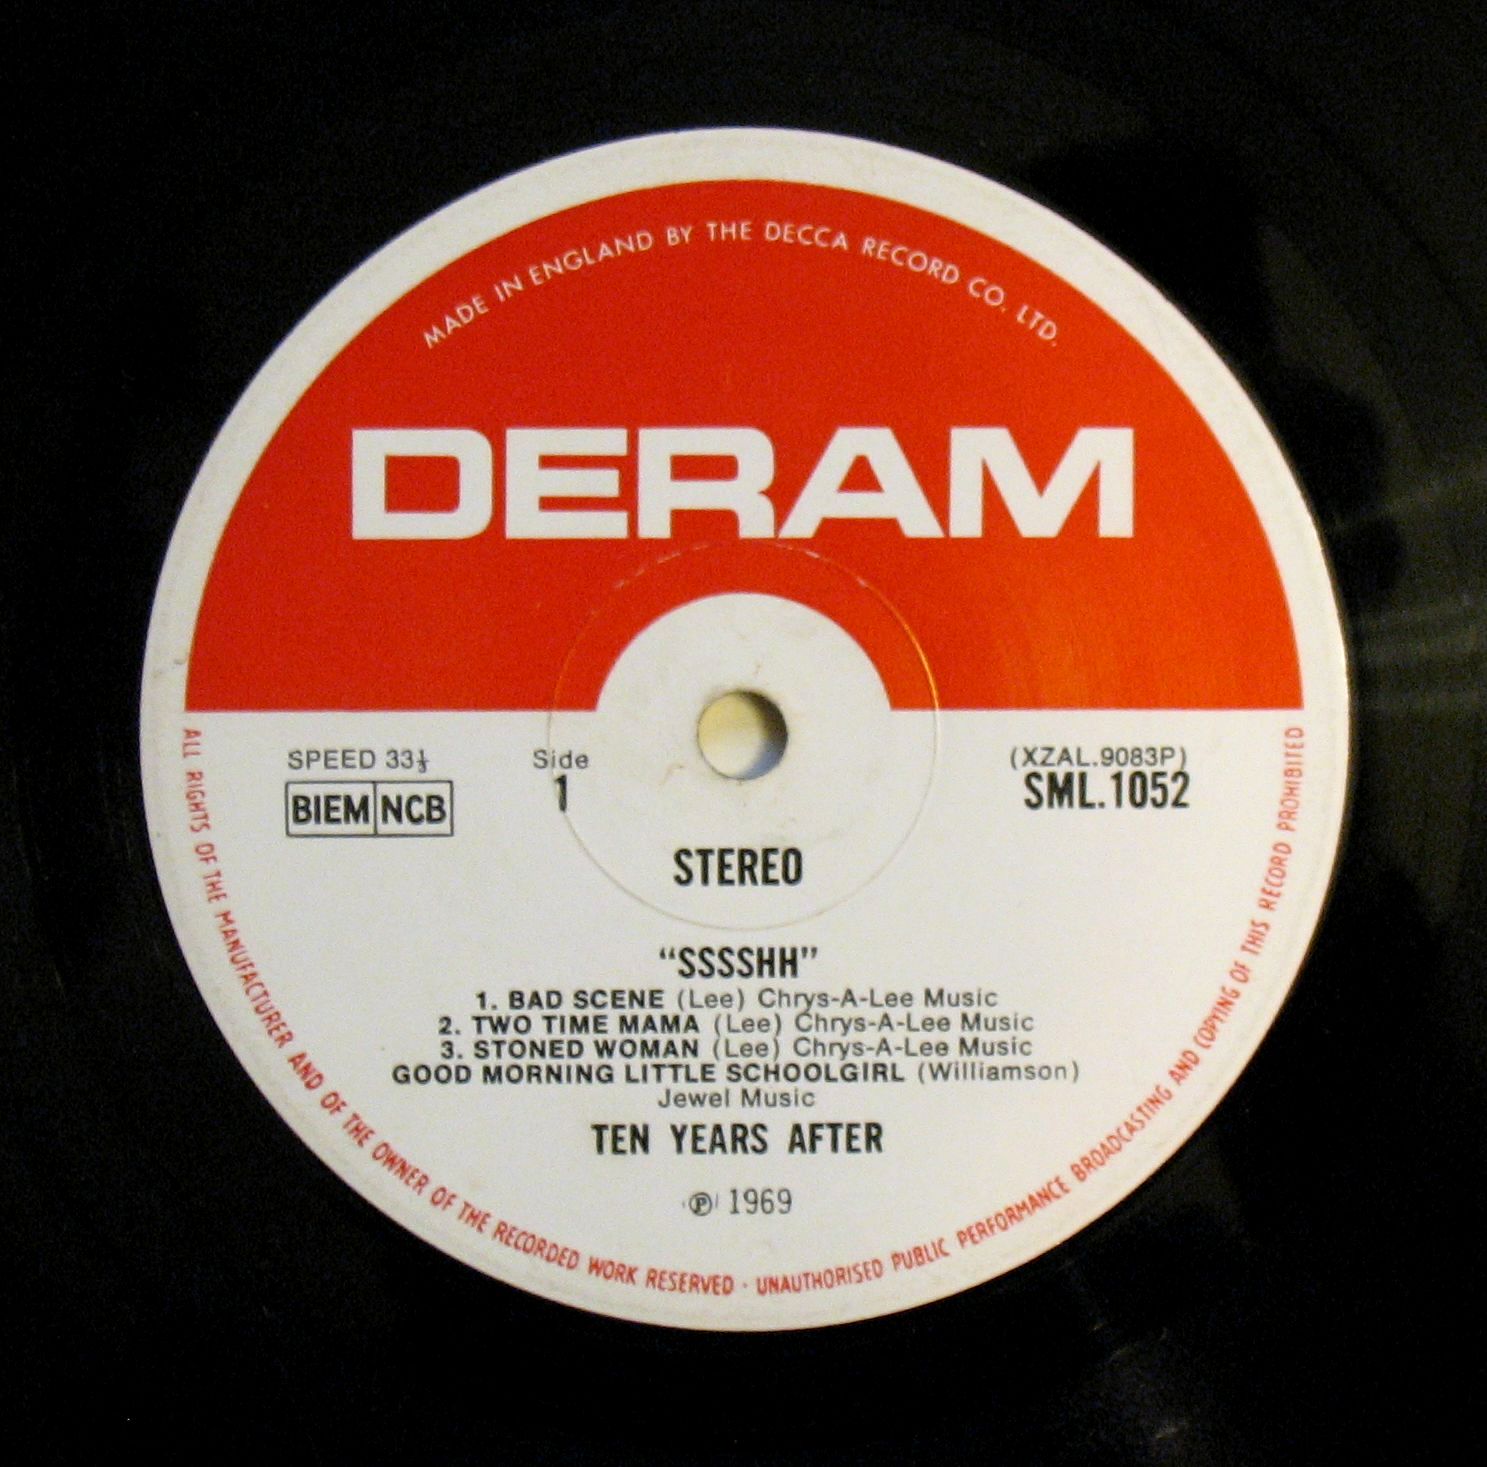 MADE IN ENGLAND BY THE DECCA RECORD CO. LTD.
DERAM
SPEED 33⅓
Side
1
(XZAL.9083P)
SML.1052
BIEM NCB
STEREO
“SSSSHH”
1. BAD SCENE (Lee) Chrys-A-Lee Music
2. TWO TIME MAMA (Lee) Chrys-A-Lee Music
3. STONED WOMAN (Lee) Chrys-A-Lee Music
GOOD MORNING LITTLE SCHOOLGIRL (Williamson)
Jewel Music
TEN YEARS AFTER
℗ 1969
ALL RIGHTS OF THE MANUFACTURER AND OF THE OWNER OF THE RECORDED WORK RESERVED · UNAUTHORISED PUBLIC PERFORMANCE BROADCASTING AND COPYING OF THIS RECORD PROHIBITED